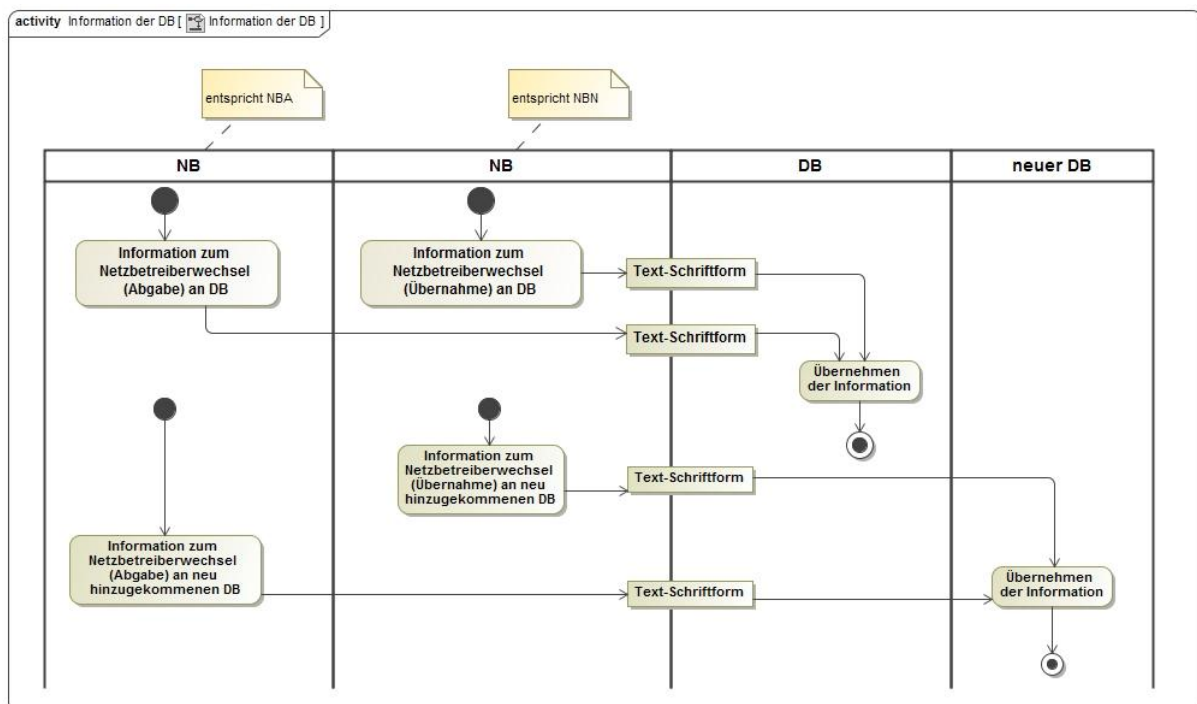 activity Information der DB [ Information der DB ]
entspricht NBA
entspricht NBN
NB
NB
DB
neuer DB
Information zum
Netzbetreiberwechsel
(Abgabe) an DB
Information zum
Netzbetreiberwechsel
(Übernahme) an DB
Text-Schriftform
Text-Schriftform
Übernehmen
der Information
Information zum
Netzbetreiberwechsel
(Übernahme) an neu
hinzugekommenen DB
Text-Schriftform
Information zum
Netzbetreiberwechsel
(Abgabe) an neu
hinzugekommenen DB
Text-Schriftform
Übernehmen
der Information